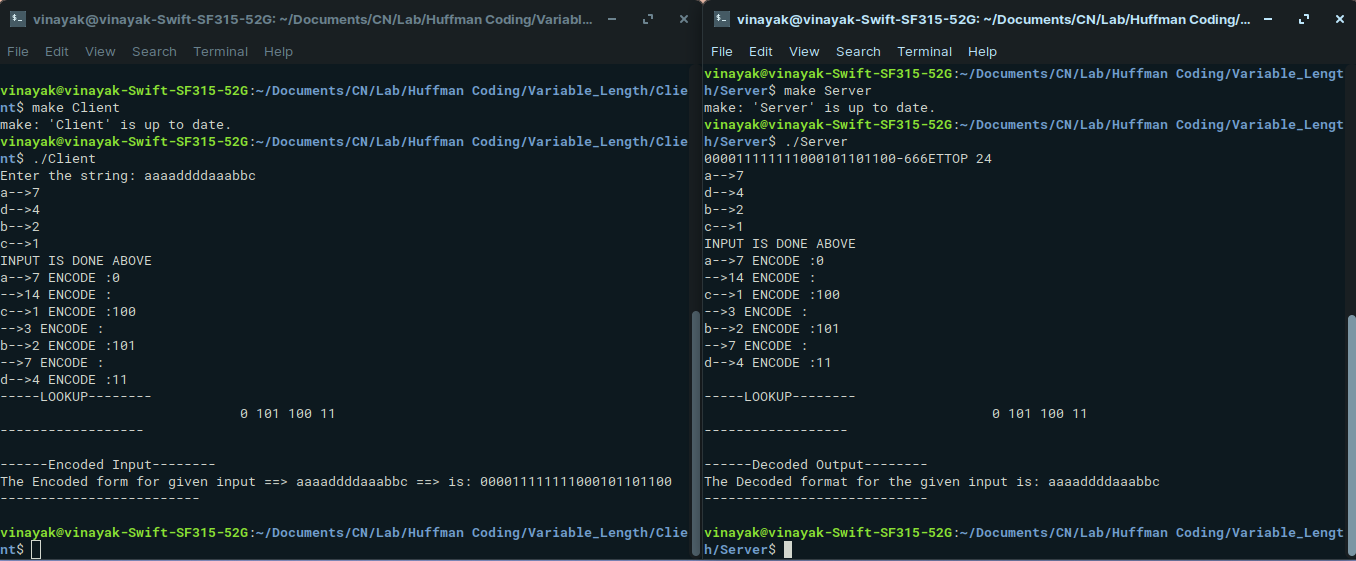 vinayak@vinayak-Swift-SF315-52G: ~/Documents/CN/Lab/Huffman Coding/Variabl...
File Edit View Search Terminal Help
vinayak@vinayak-Swift-SF315-52G:~/Documents/CN/Lab/Huffman Coding/Variable_Length/Clie
nt$ make Client
make: 'Client' is up to date.
vinayak@vinayak-Swift-SF315-52G:~/Documents/CN/Lab/Huffman Coding/Variable_Length/Clie
nt$ ./Client
Enter the string: aaaaddddaaabbc
a-->7
d-->4
b-->2
c-->1
INPUT IS DONE ABOVE
a-->7 ENCODE :0
-->14 ENCODE :
c-->1 ENCODE :100
-->3 ENCODE :
b-->2 ENCODE :101
-->7 ENCODE :
d-->4 ENCODE :11
-----LOOKUP--------
0 101 100 11
------------------
------Encoded Input--------
The Encoded form for given input ==> aaaaddddaaabbc ==> is: 000011111111000101101100
-------------------------
vinayak@vinayak-Swift-SF315-52G:~/Documents/CN/Lab/Huffman Coding/Variable_Length/Clie
nt$
vinayak@vinayak-Swift-SF315-52G: ~/Documents/CN/Lab/Huffman Coding/...
File Edit View Search Terminal Help
vinayak@vinayak-Swift-SF315-52G:~/Documents/CN/Lab/Huffman Coding/Variable_Lengt
h/Server$ make Server
make: 'Server' is up to date.
vinayak@vinayak-Swift-SF315-52G:~/Documents/CN/Lab/Huffman Coding/Variable_Lengt
h/Server$ ./Server
000011111111000101101100-666ETTOP 24
a-->7
d-->4
b-->2
c-->1
INPUT IS DONE ABOVE
a-->7 ENCODE :0
-->14 ENCODE :
c-->1 ENCODE :100
-->3 ENCODE :
b-->2 ENCODE :101
-->7 ENCODE :
d-->4 ENCODE :11
-----LOOKUP--------
0 101 100 11
------------------
------Decoded Output--------
The Decoded format for the given input is: aaaaddddaaabbc
----------------------------
vinayak@vinayak-Swift-SF315-52G:~/Documents/CN/Lab/Huffman Coding/Variable_Lengt
h/Server$